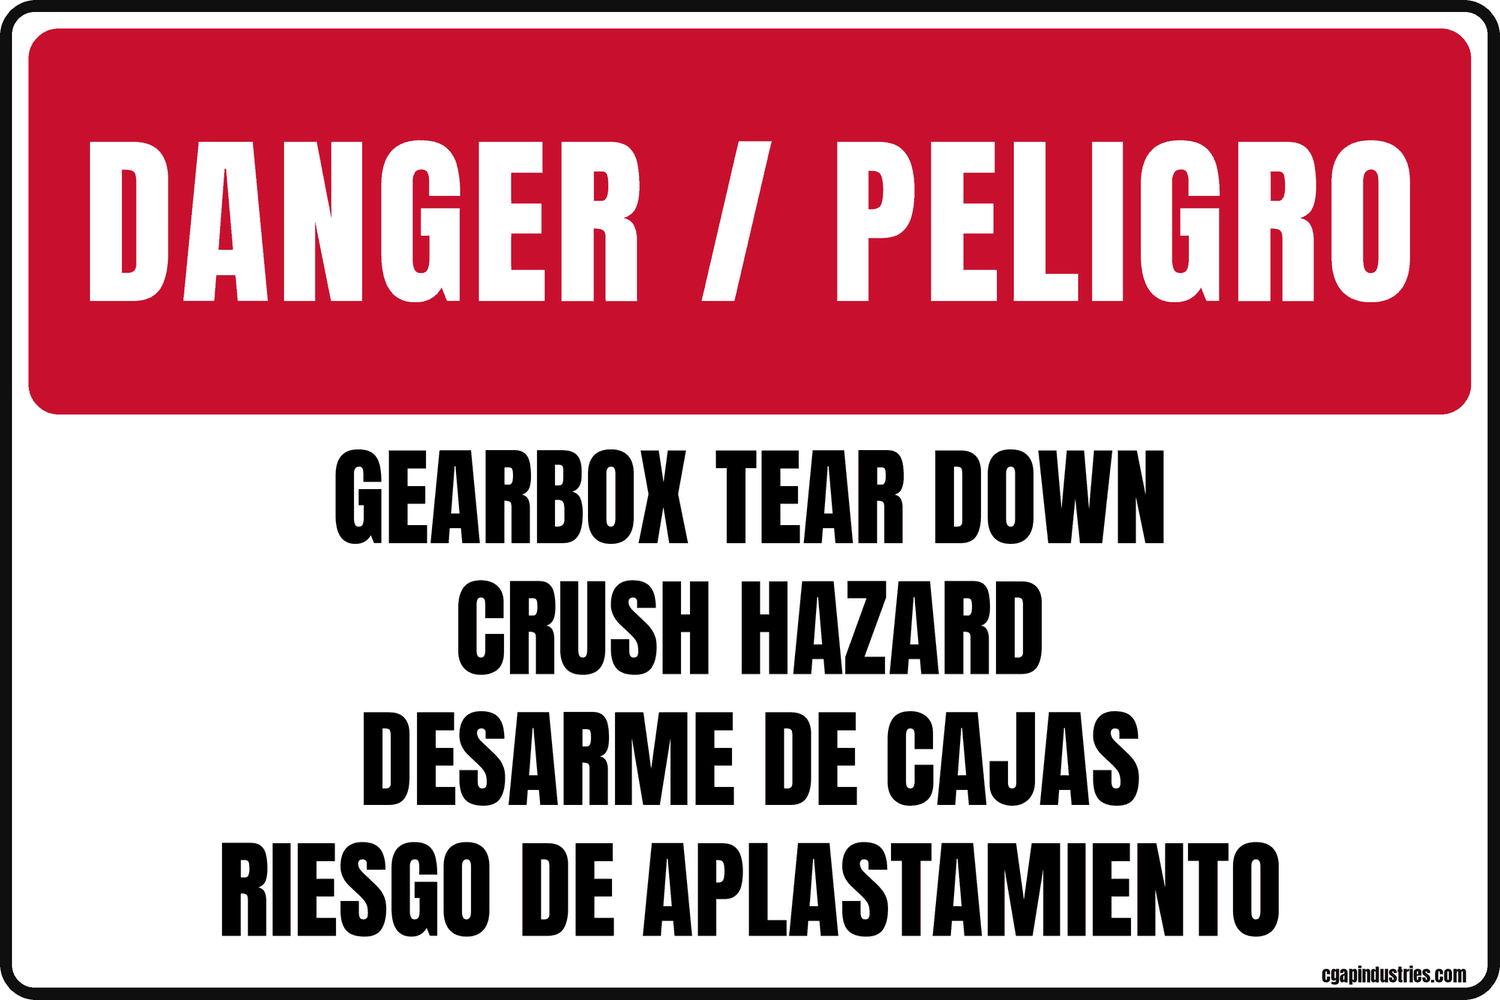 DANGER / PELIGRO
GEARBOX TEAR DOWN
CRUSH HAZARD
DESARME DE CAJAS
RIESGO DE APLASTAMIENTO
cgapindustries.com